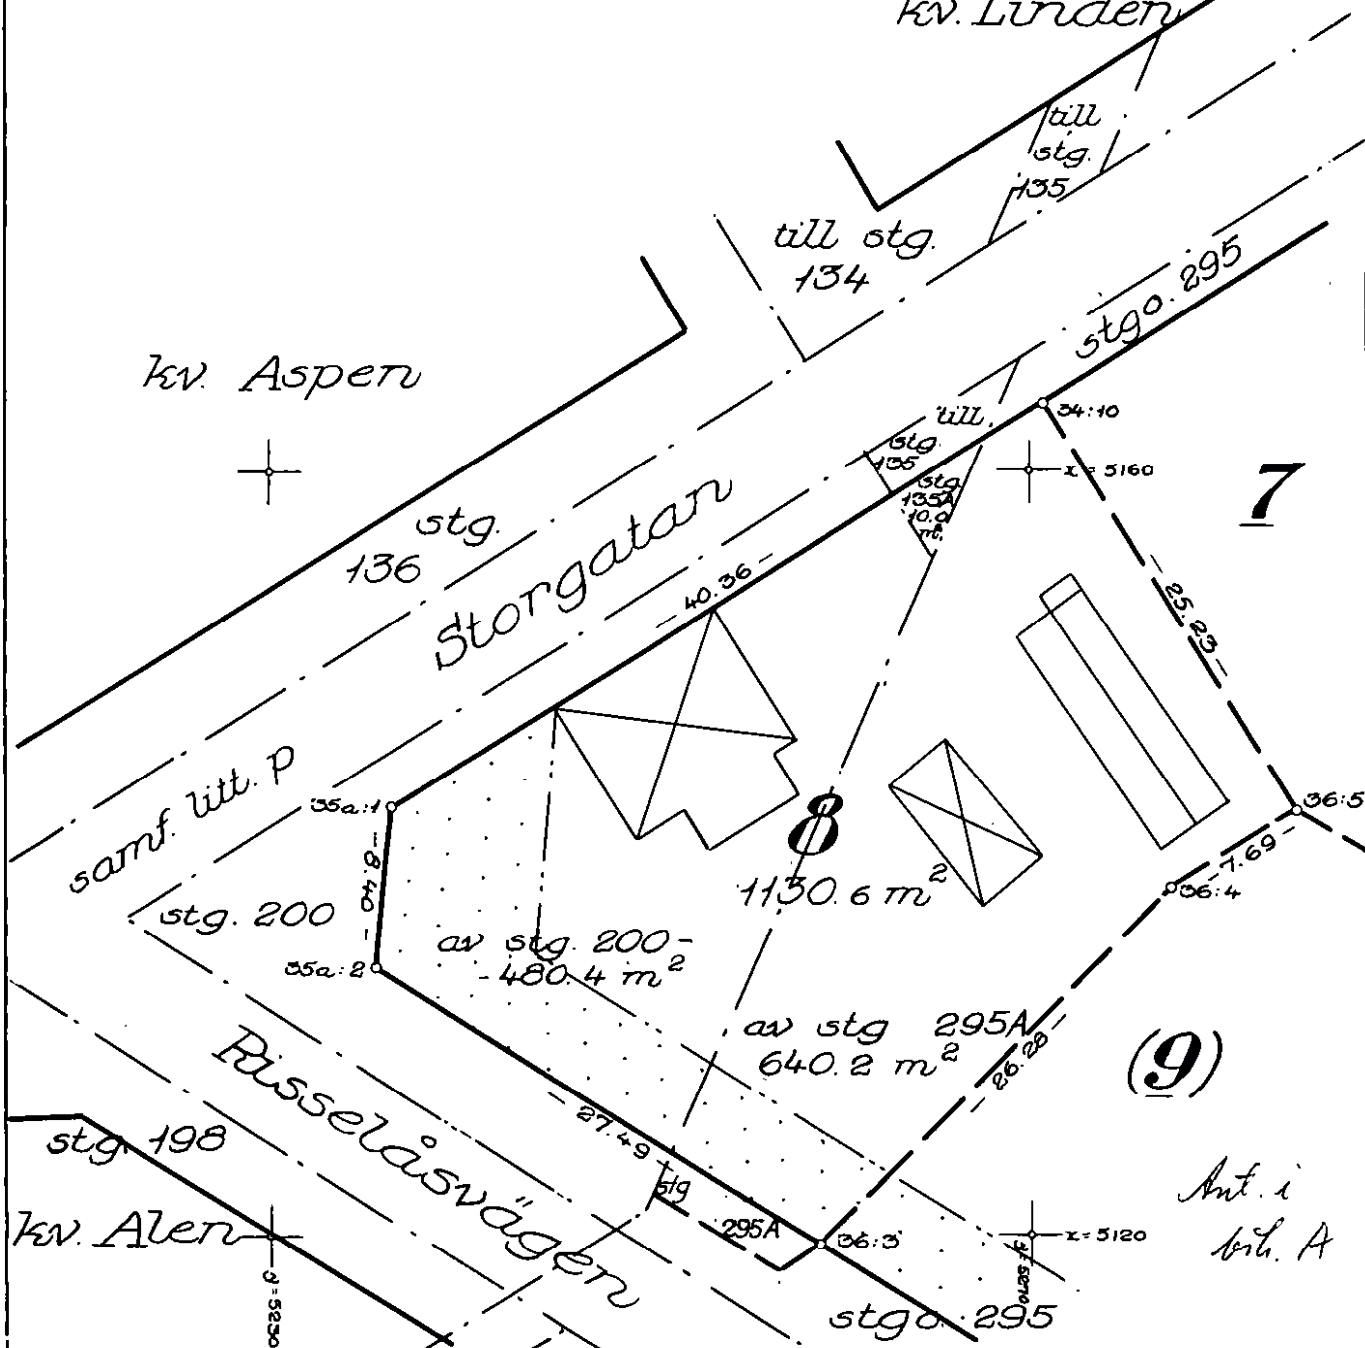 kv. Linden
till
stg.
135
till stg.
134
stgo. 295
kv. Aspen
till
stg.
135
34:10
stg.
135A
10.0
m²
x = 5160
7
stg.
136
Storgatan
40.36
25.23
samf. litt. p
35a:1
8.40
8
1130.6 m²
36:5
7.69
36:4
stg. 200
av stg. 200-
-480.4 m²
35a:2
av stg 295A
640.2 m²
26.28
(9)
Risselåsvägen
27.49
stg. 198
stg
295A
36:3
Ant. i
bih. A
kv. Alen
x = 5120
y = 5230
y = 5270
stgo. 295